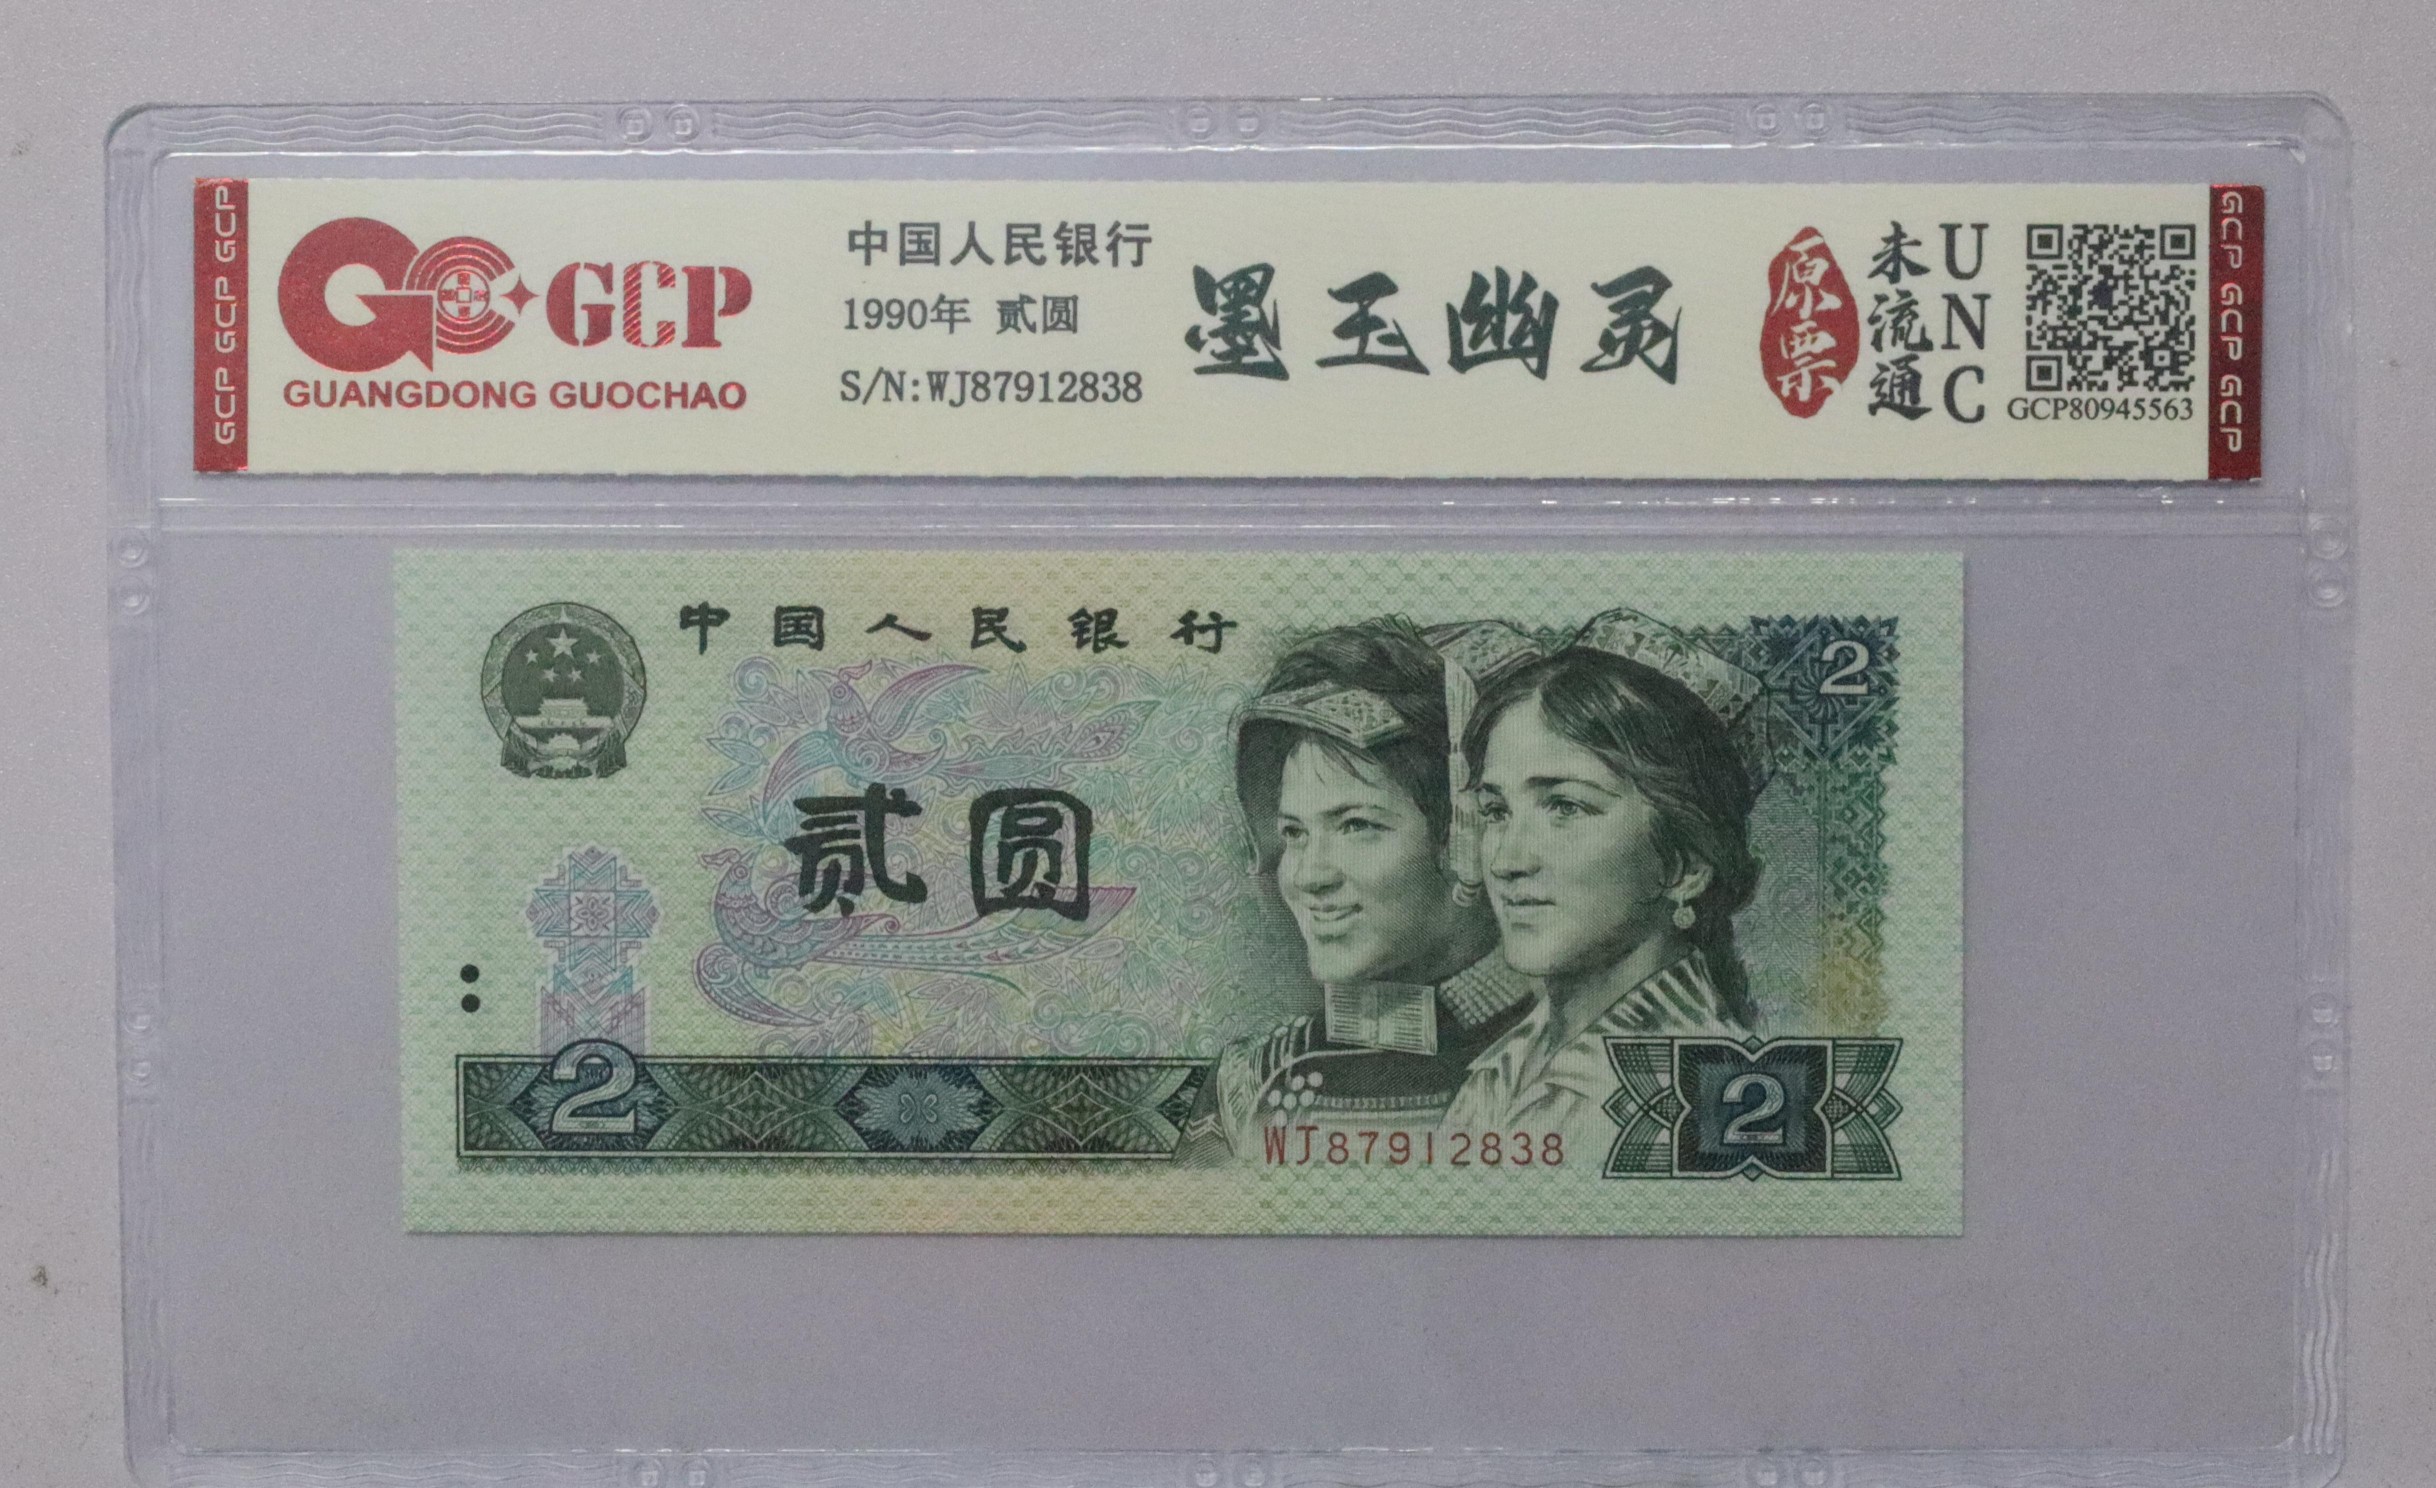 GCP GCP GCP
GCP
GUANGDONG GUOCHAO
中国人民银行
1990年 贰圆
S/N:WJ87912838
墨玉幽灵
原票
未流通
UNC
GCP80945563
GCP GCP GCP
中国人民银行
2
贰圆
2
WJ87912838
2